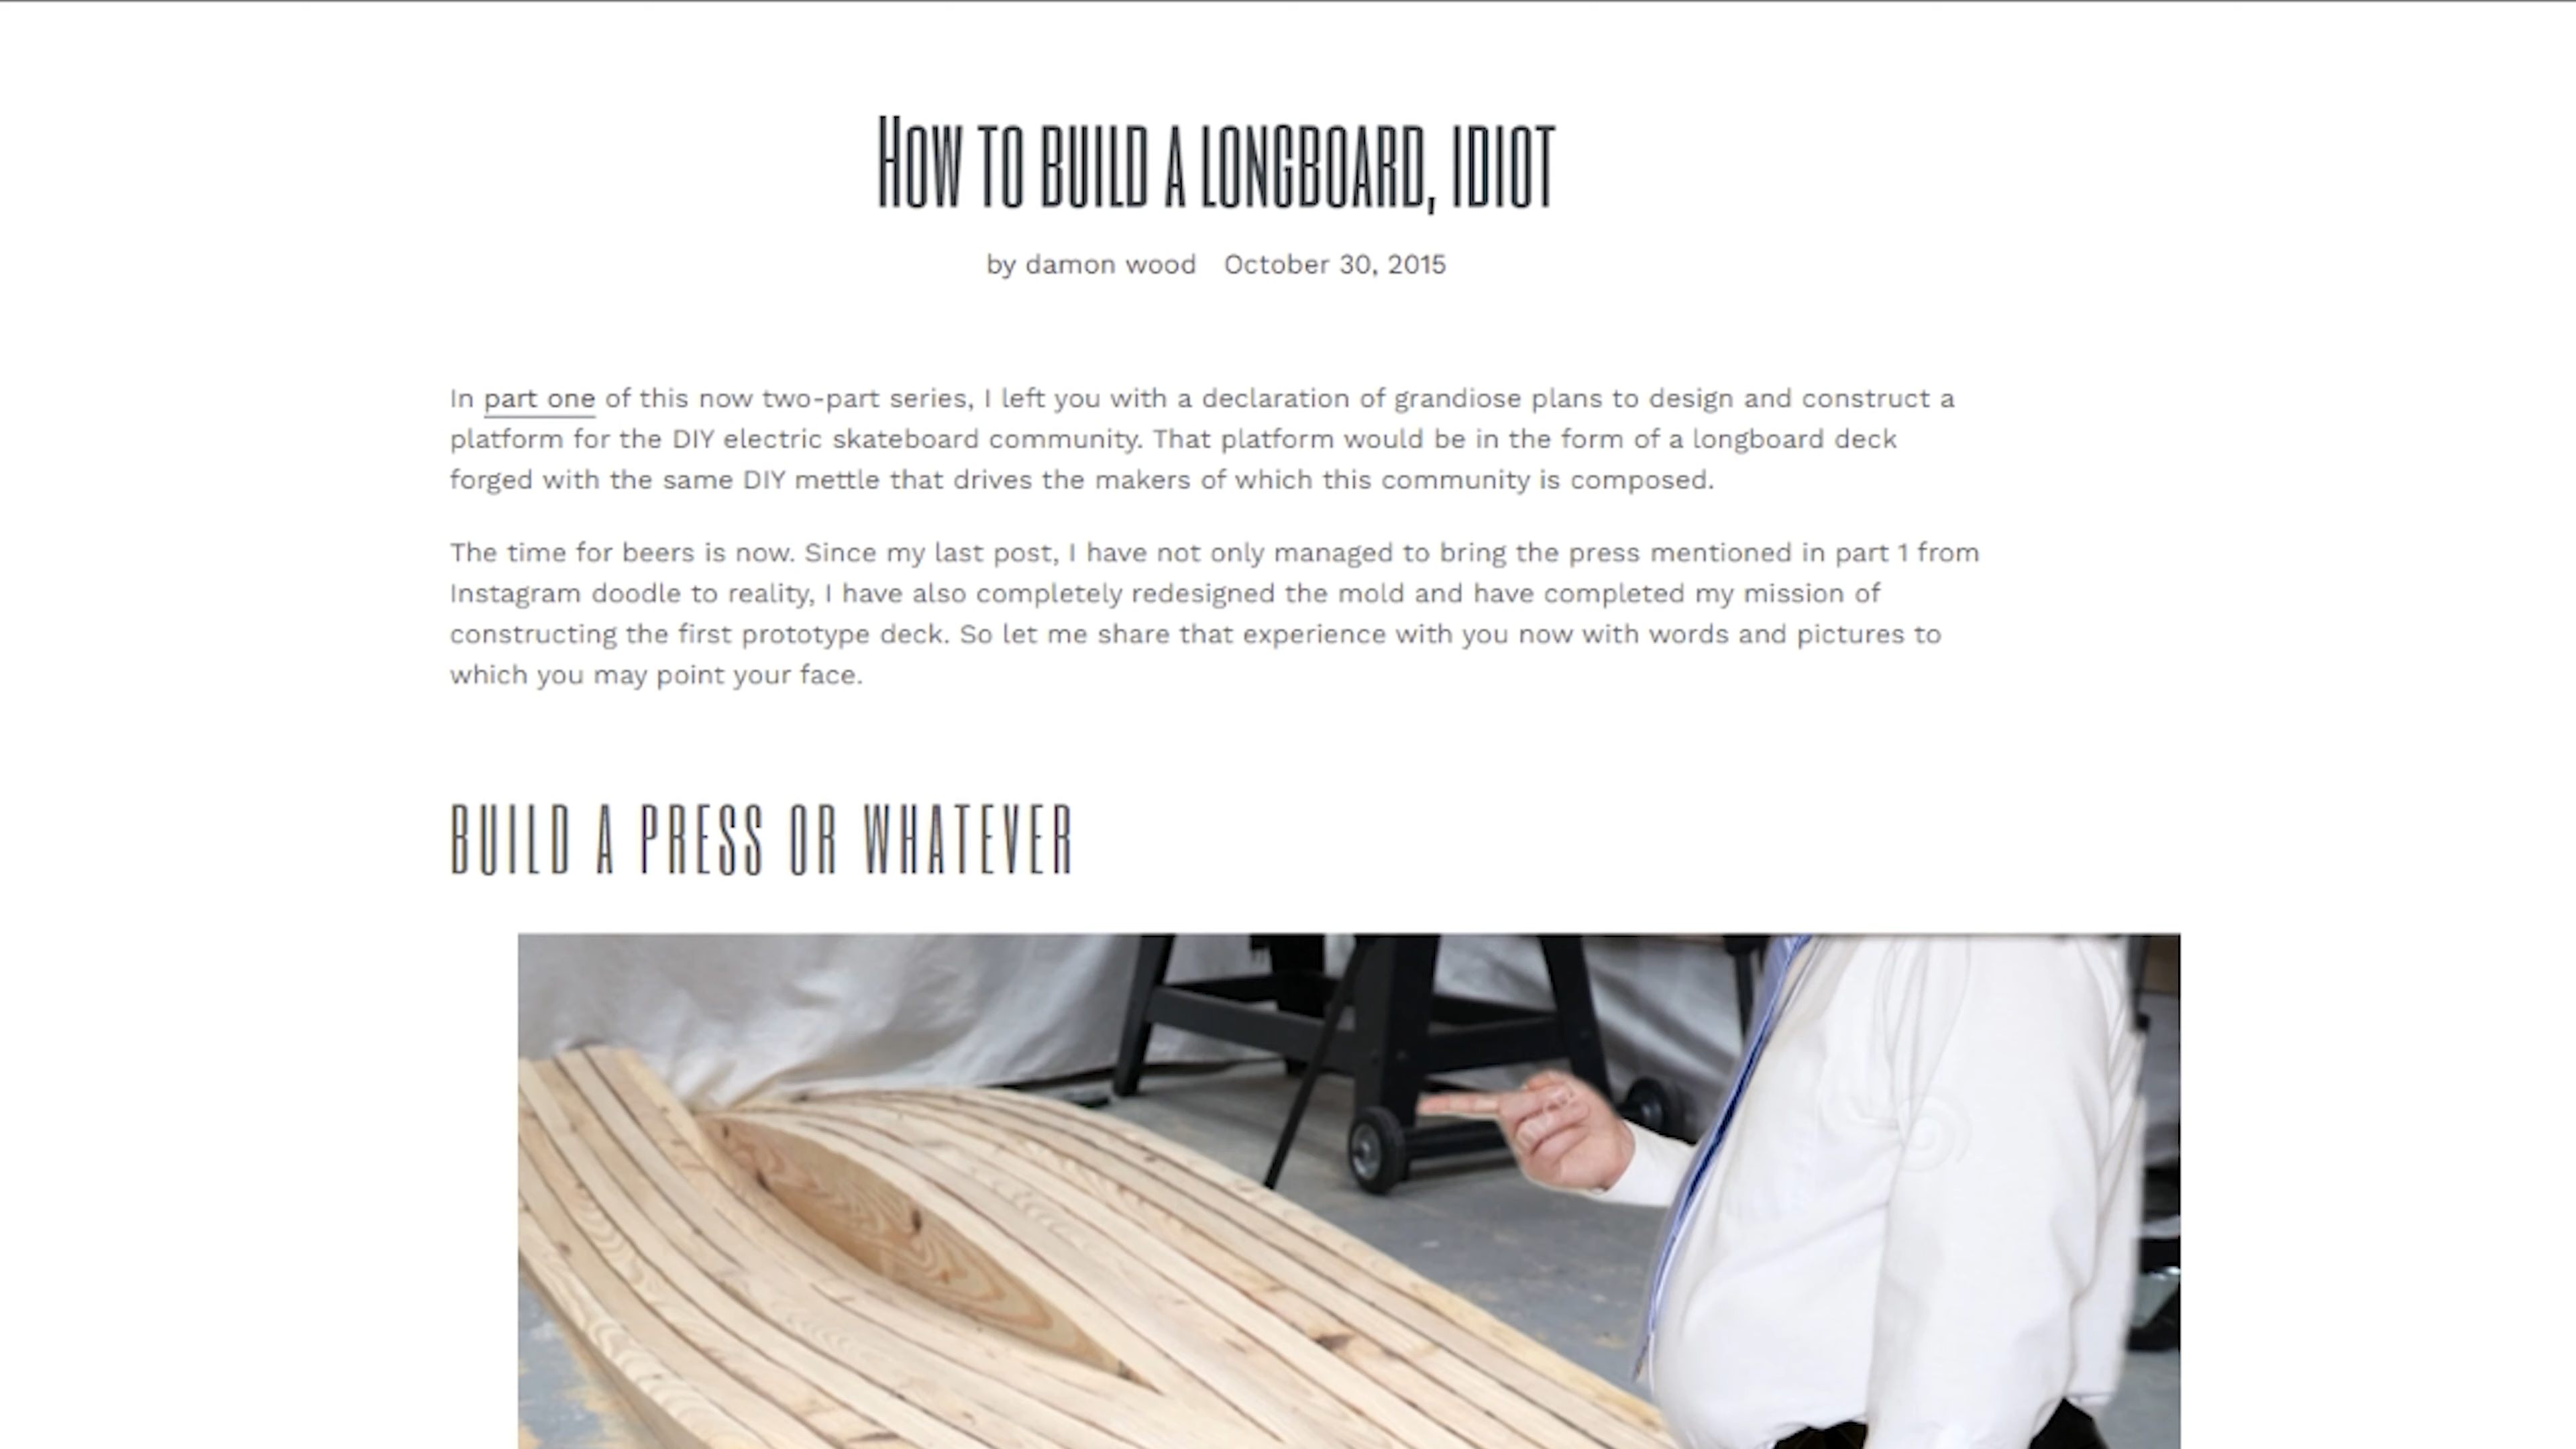 How to build a longboard, idiot
by damon wood October 30, 2015
In part one of this now two-part series, I left you with a declaration of grandiose plans to design and construct a
platform for the DIY electric skateboard community. That platform would be in the form of a longboard deck
forged with the same DIY mettle that drives the makers of which this community is composed.
The time for beers is now. Since my last post, I have not only managed to bring the press mentioned in part 1 from
Instagram doodle to reality, I have also completely redesigned the mold and have completed my mission of
constructing the first prototype deck. So let me share that experience with you now with words and pictures to
which you may point your face.
BUILD A PRESS OR WHATEVER